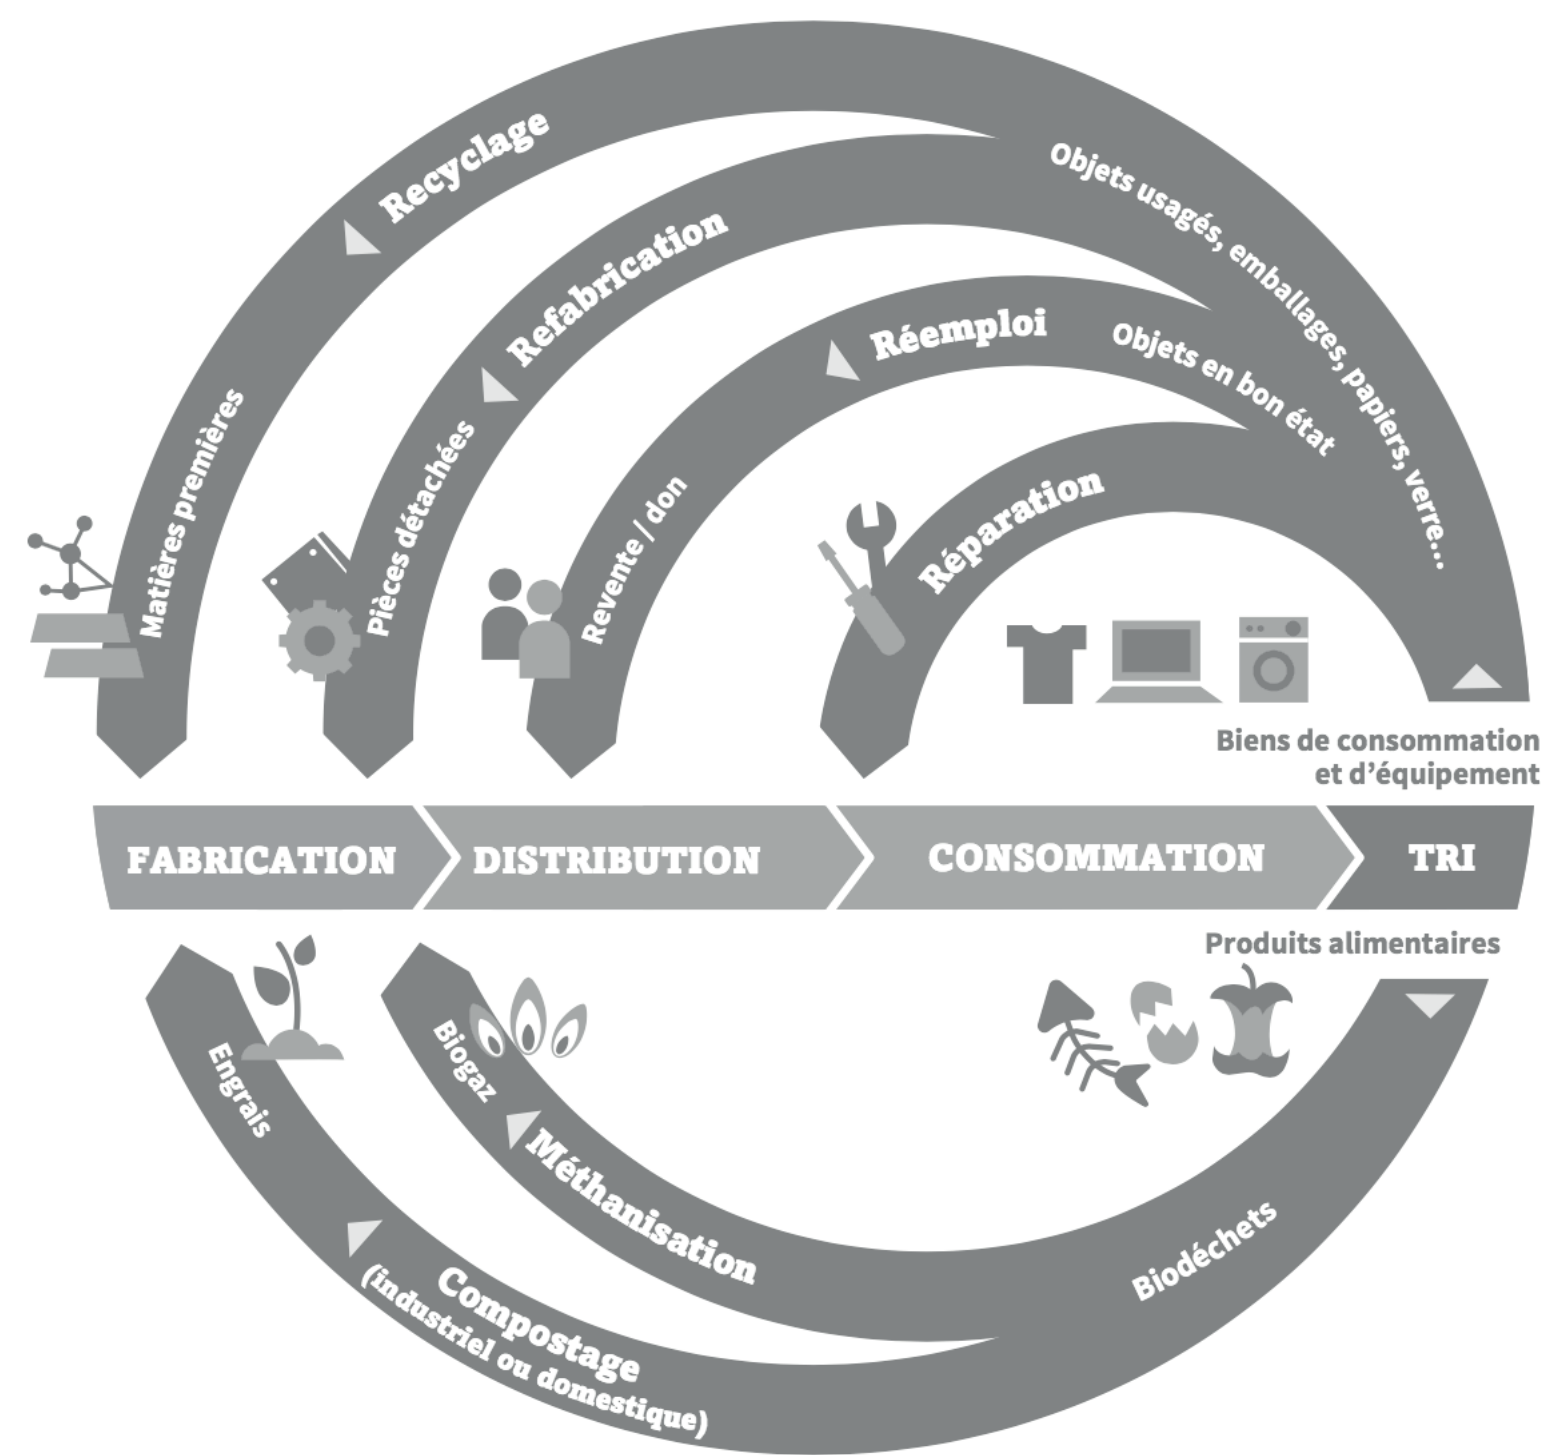 Recyclage
Objets usagés, emballages, papiers, verre...
Refabrication
Réemploi
Objets en bon état
Matières premières
Pièces détachées
Revente / don
Réparation
Biens de consommation
et d'équipement
FABRICATION
DISTRIBUTION
CONSOMMATION
TRI
Produits alimentaires
Engrais
Biogaz
Méthanisation
Biodéchets
Compostage
(industriel ou domestique)